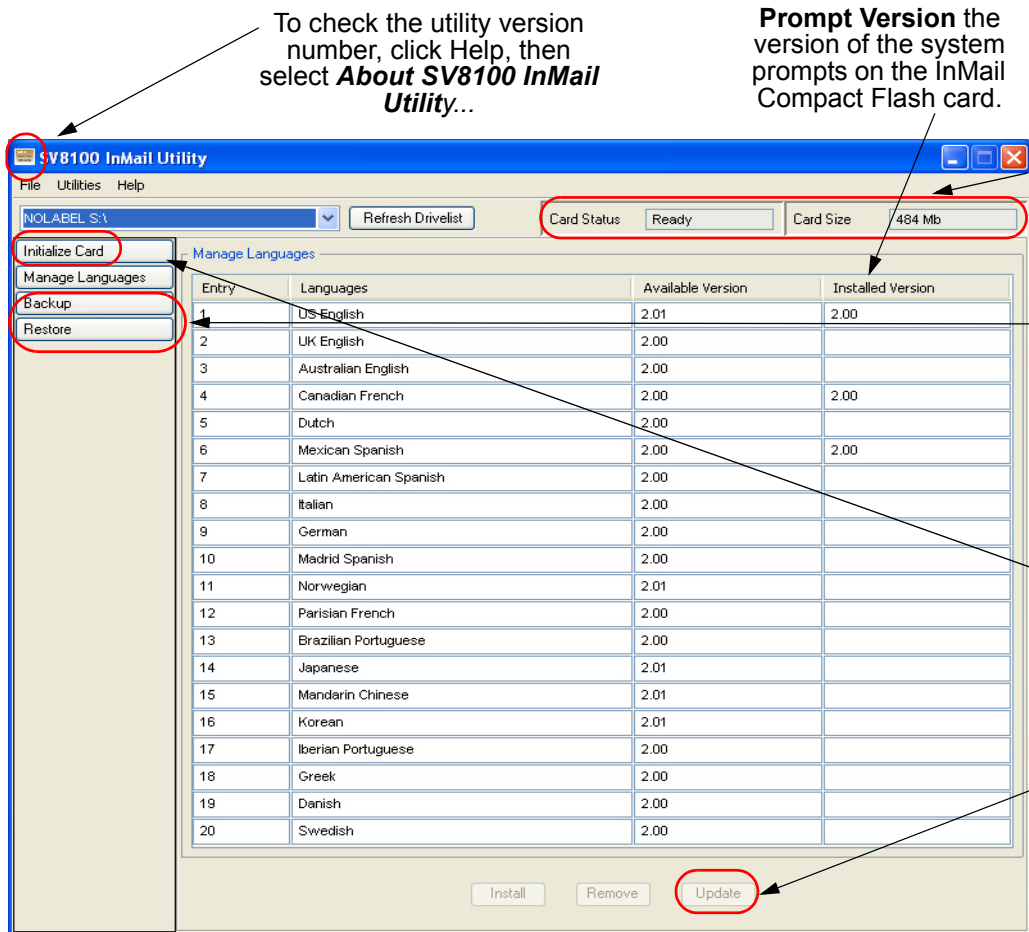 To check the utility version
number, click Help, then
select About SV8100 InMail
Utility...
Prompt Version the
version of the system
prompts on the InMail
Compact Flash card.
SV8100 InMail Utility
File Utilities Help
NOLABEL S:\ Refresh Drivelist Card Status Ready Card Size 484 Mb
Initialize Card
Manage Languages
Backup
Restore
Manage Languages
Entry Languages Available Version Installed Version
1 US English 2.01 2.00
2 UK English 2.00
3 Australian English 2.00
4 Canadian French 2.00 2.00
5 Dutch 2.00
6 Mexican Spanish 2.00 2.00
7 Latin American Spanish 2.00
8 Italian 2.00
9 German 2.00
10 Madrid Spanish 2.00
11 Norwegian 2.01
12 Parisian French 2.00
13 Brazilian Portuguese 2.00
14 Japanese 2.01
15 Mandarin Chinese 2.01
16 Korean 2.01
17 Iberian Portuguese 2.00
18 Greek 2.00
19 Danish 2.00
20 Swedish 2.00
Install Remove Update